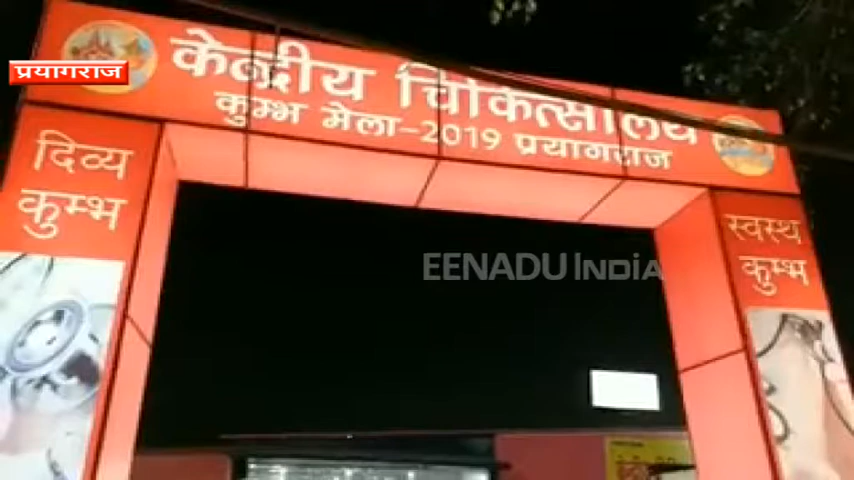 प्रयागराज
केन्द्रीय चिकित्सालय
कुम्भ मेला-2019 प्रयागराज
दिव्य
कुम्भ
स्वस्थ
कुम्भ
EENADU INDIA